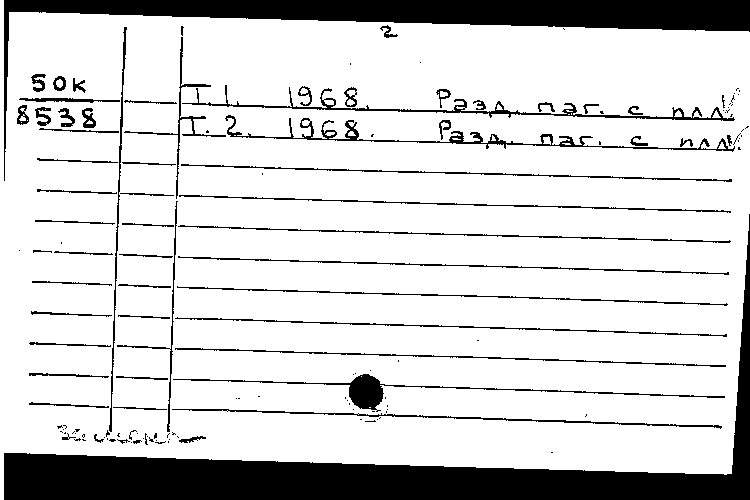 2
50К
8538
Т. 1. 1968. Разд. паг. с илл.
Т. 2. 1968. Разд. паг. с илл.